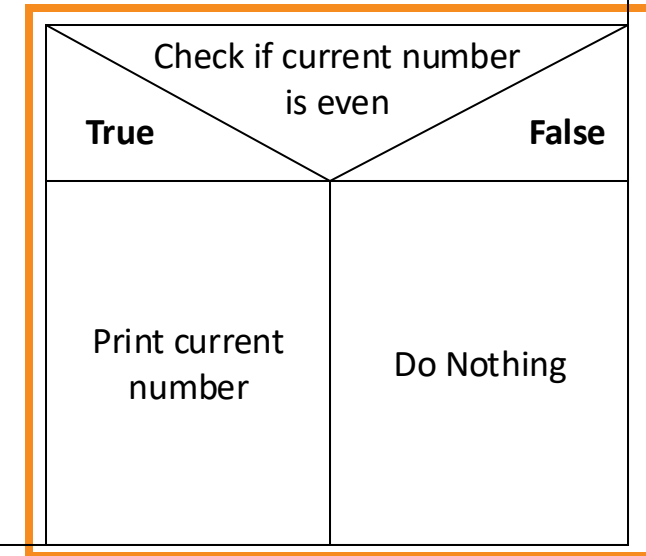 Check if current number
is even
True
False
Print current
number
Do Nothing